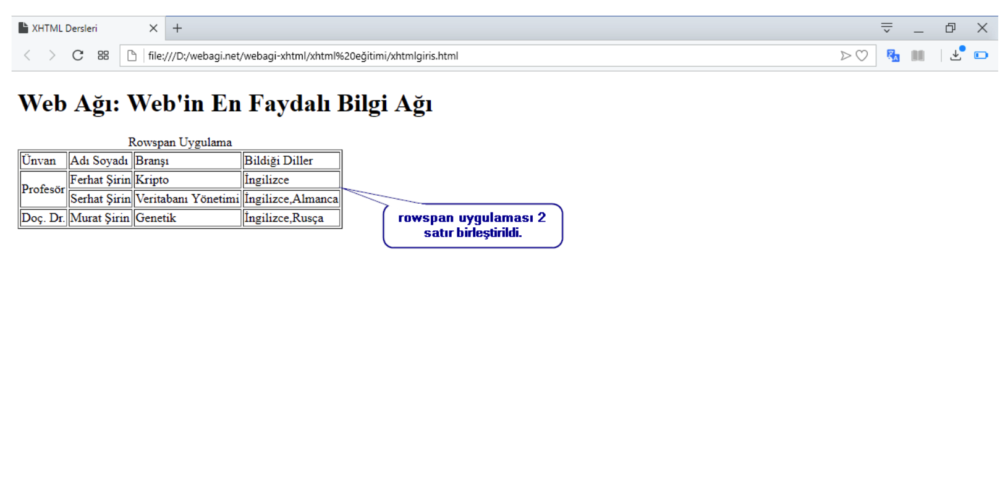 XHTML Dersleri
file:///D:/webagi.net/webagi-xhtml/xhtml%20eğitimi/xhtmlgiris.html
Web Ağı: Web'in En Faydalı Bilgi Ağı
Rowspan Uygulama
Ünvan Adı Soyadı Branşı Bildiği Diller
Profesör Ferhat Şirin Kripto İngilizce
Serhat Şirin Veritabanı Yönetimi İngilizce,Almanca
Doç. Dr. Murat Şirin Genetik İngilizce,Rusça
rowspan uygulaması 2
satır birleştirildi.